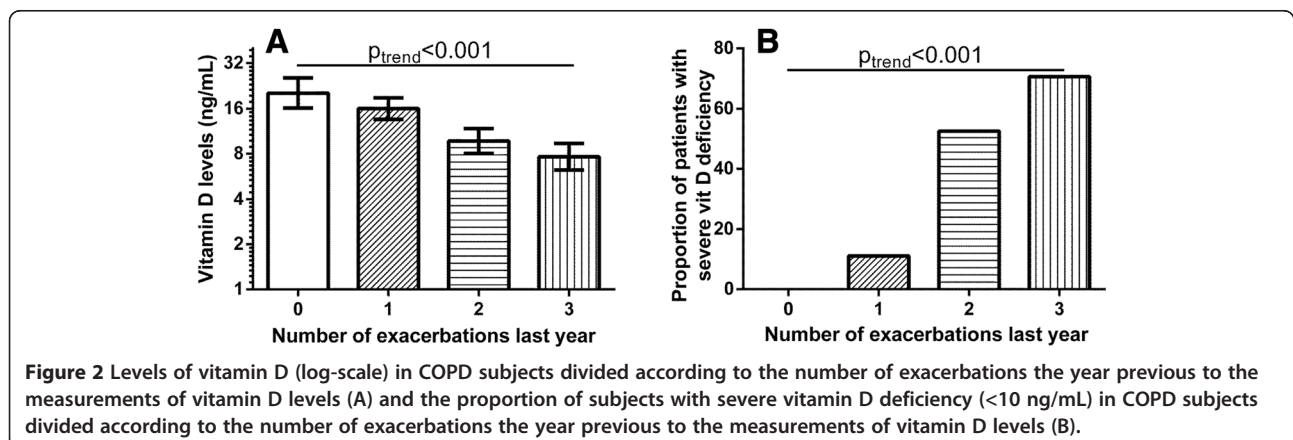 A
p_trend<0.001
Vitamin D levels (ng/mL)
32
16
8
4
2
1
0 1 2 3
Number of exacerbations last year
B
p_trend<0.001
Proportion of patients with
severe vit D deficiency
80
60
40
20
0
0 1 2 3
Number of exacerbations last year
Figure 2 Levels of vitamin D (log-scale) in COPD subjects divided according to the number of exacerbations the year previous to the
measurements of vitamin D levels (A) and the proportion of subjects with severe vitamin D deficiency (<10 ng/mL) in COPD subjects
divided according to the number of exacerbations the year previous to the measurements of vitamin D levels (B).